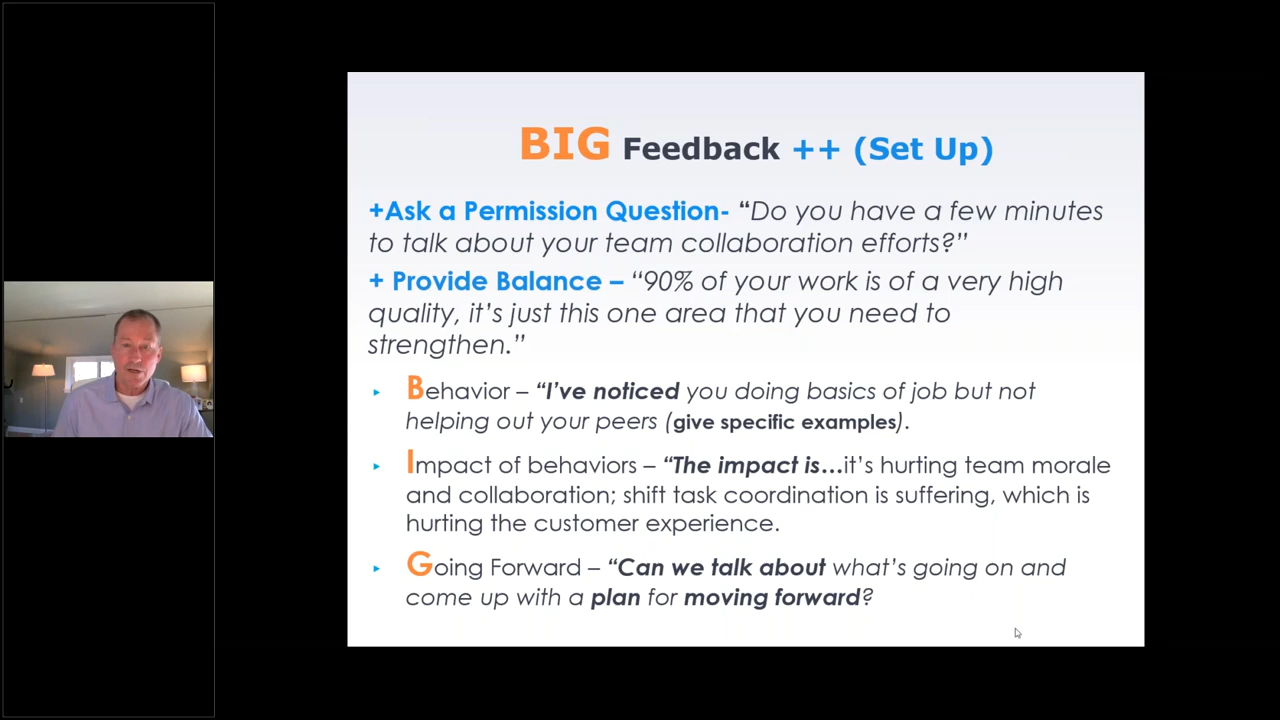 BIG Feedback ++ (Set Up)
+Ask a Permission Question- “Do you have a few minutes
to talk about your team collaboration efforts?”
+ Provide Balance – “90% of your work is of a very high
quality, it’s just this one area that you need to
strengthen.”
Behavior – “I’ve noticed you doing basics of job but not
helping out your peers (give specific examples).
Impact of behaviors – “The impact is…it’s hurting team morale
and collaboration; shift task coordination is suffering, which is
hurting the customer experience.
Going Forward – “Can we talk about what’s going on and
come up with a plan for moving forward?